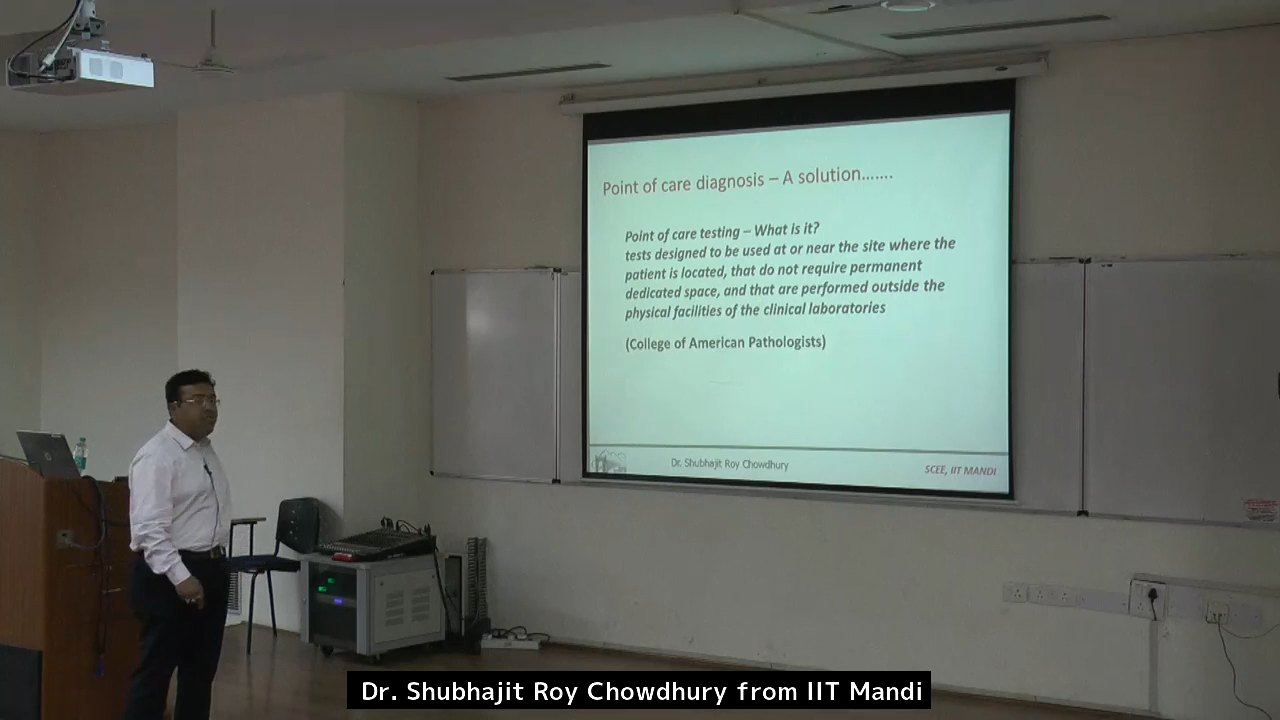 Point of care diagnosis – A solution.......
Point of care testing – What is it?
tests designed to be used at or near the site where the
patient is located, that do not require permanent
dedicated space, and that are performed outside the
physical facilities of the clinical laboratories
(College of American Pathologists)
Dr. Shubhajit Roy Chowdhury
SCEE, IIT MANDI
Dr. Shubhajit Roy Chowdhury from IIT Mandi